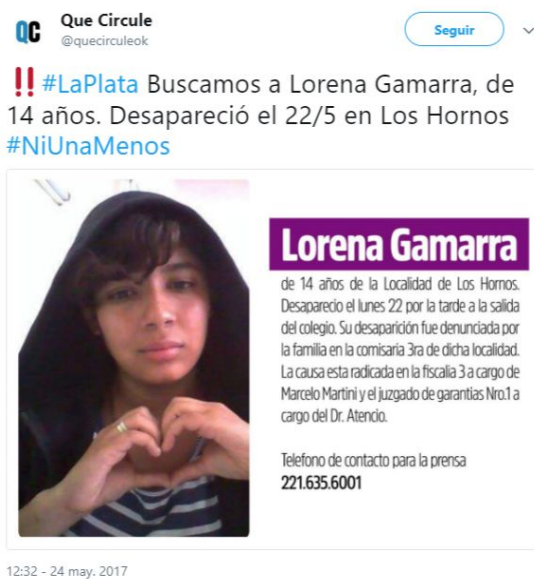 Que Circule
@quecirculeok
Seguir
‼ #LaPlata Buscamos a Lorena Gamarra, de
14 años. Desapareció el 22/5 en Los Hornos
#NiUnaMenos
Lorena Gamarra
de 14 años de la Localidad de Los Hornos.
Desaparecio el lunes 22 por la tarde a la salida
del colegio. Su desaparición fue denunciada por
la familia en la comisaria 3ra de dicha localidad.
La causa esta radicada en la fiscalia 3 a cargo de
Marcelo Martini y el juzgado de garantias Nro.1 a
cargo del Dr. Atencio.
Telefono de contacto para la prensa
221.635.6001
12:32 - 24 may. 2017